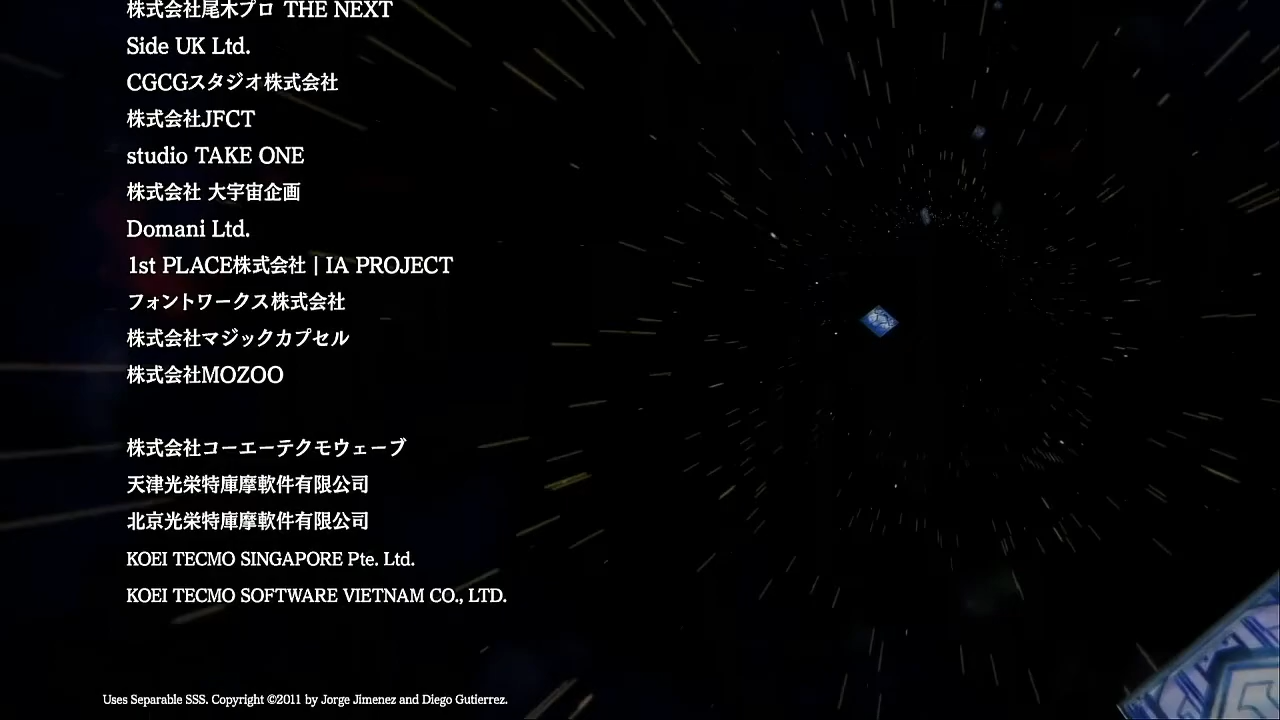 株式会社尾木プロ THE NEXT
Side UK Ltd.
CGCGスタジオ株式会社
株式会社JFCT
studio TAKE ONE
株式会社 大宇宙企画
Domani Ltd.
1st PLACE株式会社 | IA PROJECT
フォントワークス株式会社
株式会社マジックカプセル
株式会社MOZOO
株式会社コーエーテクモウェーブ
天津光栄特庫摩軟件有限公司
北京光栄特庫摩軟件有限公司
KOEI TECMO SINGAPORE Pte. Ltd.
KOEI TECMO SOFTWARE VIETNAM CO., LTD.
Uses Separable SSS. Copyright ©2011 by Jorge Jimenez and Diego Gutierrez.